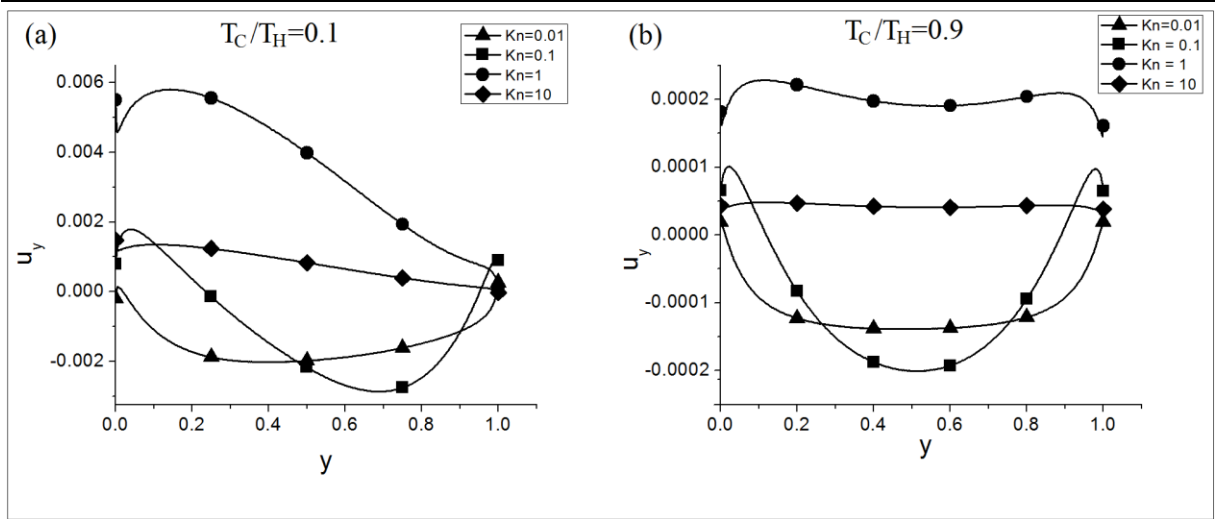 (a)
T_C/T_H=0.1
Kn=0.01
Kn=0.1
Kn=1
Kn=10
0.006
0.004
0.002
0.000
-0.002
u_y
0.0
0.2
0.4
0.6
0.8
1.0
y
(b)
T_C/T_H=0.9
Kn=0.01
Kn = 0.1
Kn = 1
Kn = 10
0.0002
0.0001
0.0000
-0.0001
-0.0002
u_y
0.0
0.2
0.4
0.6
0.8
1.0
y